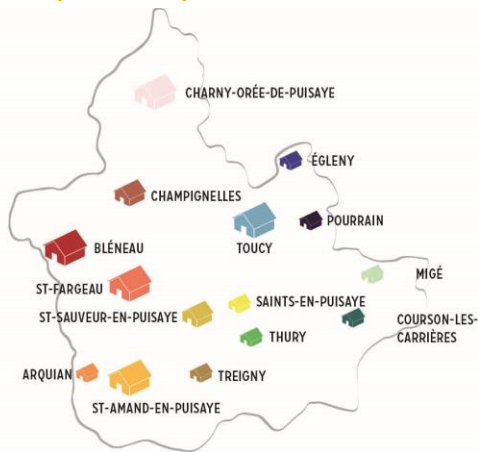 CHARNY-ORÉE-DE-PUISAYE
ÉGLENY
CHAMPIGNELLES
POURRAIN
TOUCY
BLÉNEAU
MIGÉ
ST-FARGEAU
SAINTS-EN-PUISAYE
ST-SAUVEUR-EN-PUISAYE
COURSON-LES-
CARRIÈRES
THURY
ARQUIAN
TREIGNY
ST-AMAND-EN-PUISAYE